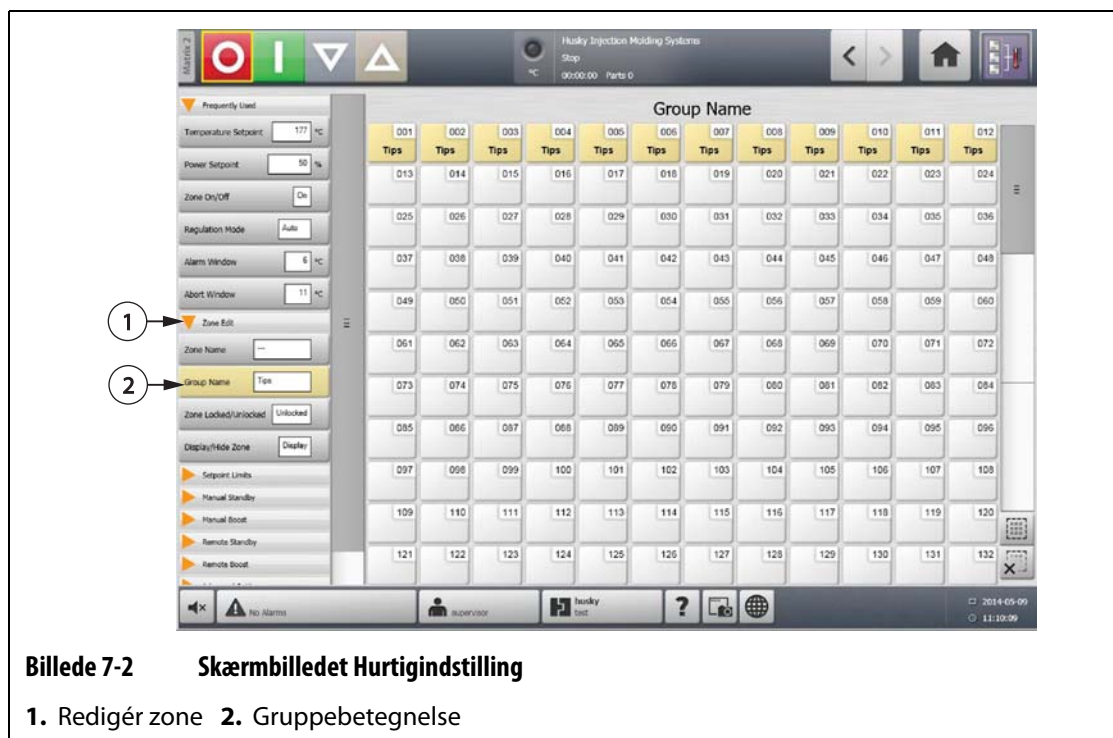 Matrix 2
Husky Injection Molding Systems
Stop
°C 00:00:00 Parts 0
Frequently Used
Temperature Setpoint 177 °C
Power Setpoint 50 %
Zone On/Off On
Regulation Mode Auto
Alarm Window 6 °C
Abort Window 11 °C
1
Zone Edit
Zone Name ---
2
Group Name Tips
Zone Locked/Unlocked Unlocked
Display/Hide Zone Display
Setpoint Limits
Manual Standby
Manual Boost
Remote Standby
Remote Boost
Group Name
001 002 003 004 005 006 007 008 009 010 011 012
Tips Tips Tips Tips Tips Tips Tips Tips Tips Tips Tips Tips
013 014 015 016 017 018 019 020 021 022 023 024
025 026 027 028 029 030 031 032 033 034 035 036
037 038 039 040 041 042 043 044 045 046 047 048
049 050 051 052 053 054 055 056 057 058 059 060
061 062 063 064 065 066 067 068 069 070 071 072
073 074 075 076 077 078 079 080 081 082 083 084
085 086 087 088 089 090 091 092 093 094 095 096
097 098 099 100 101 102 103 104 105 106 107 108
109 110 111 112 113 114 115 116 117 118 119 120
121 122 123 124 125 126 127 128 129 130 131 132
No Alarms
supervisor
husky
test
?
2014-05-09
11:10:09
Billede 7-2 Skærmbilledet Hurtigindstilling
1. Redigér zone 2. Gruppebetegnelse